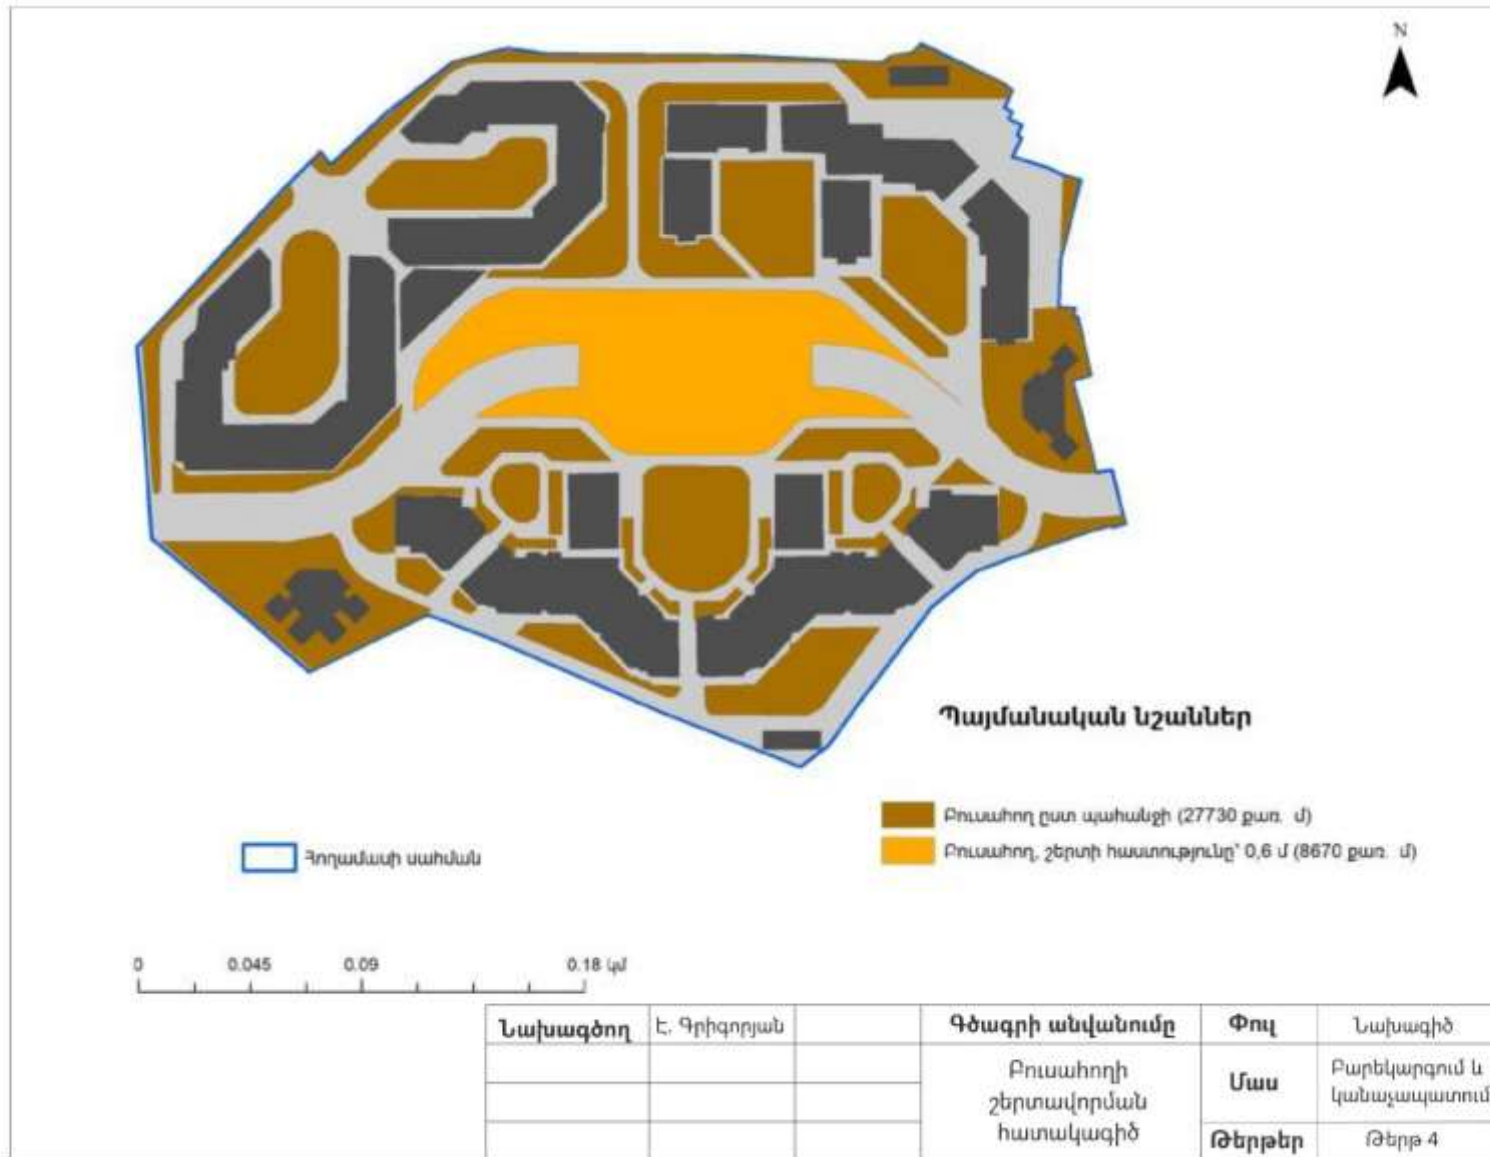 N
Պայմանական նշաններ
Բուսահող ըստ պահանջի (27730 քառ. մ)
Հողամասի սահման
Բուսահող, շերտի հաստությունը՝ 0,6 մ (8670 քառ. մ)
0 0.045 0.09 0.18 կմ
Նախագծող Է. Գրիգորյան Գծագրի անվանումը Փուլ Նախագիծ
Բուսահողի
շերտավորման
հատակագիծ
Մաս Բարեկարգում և
կանաչապատում
Թերթեր Թերթ 4